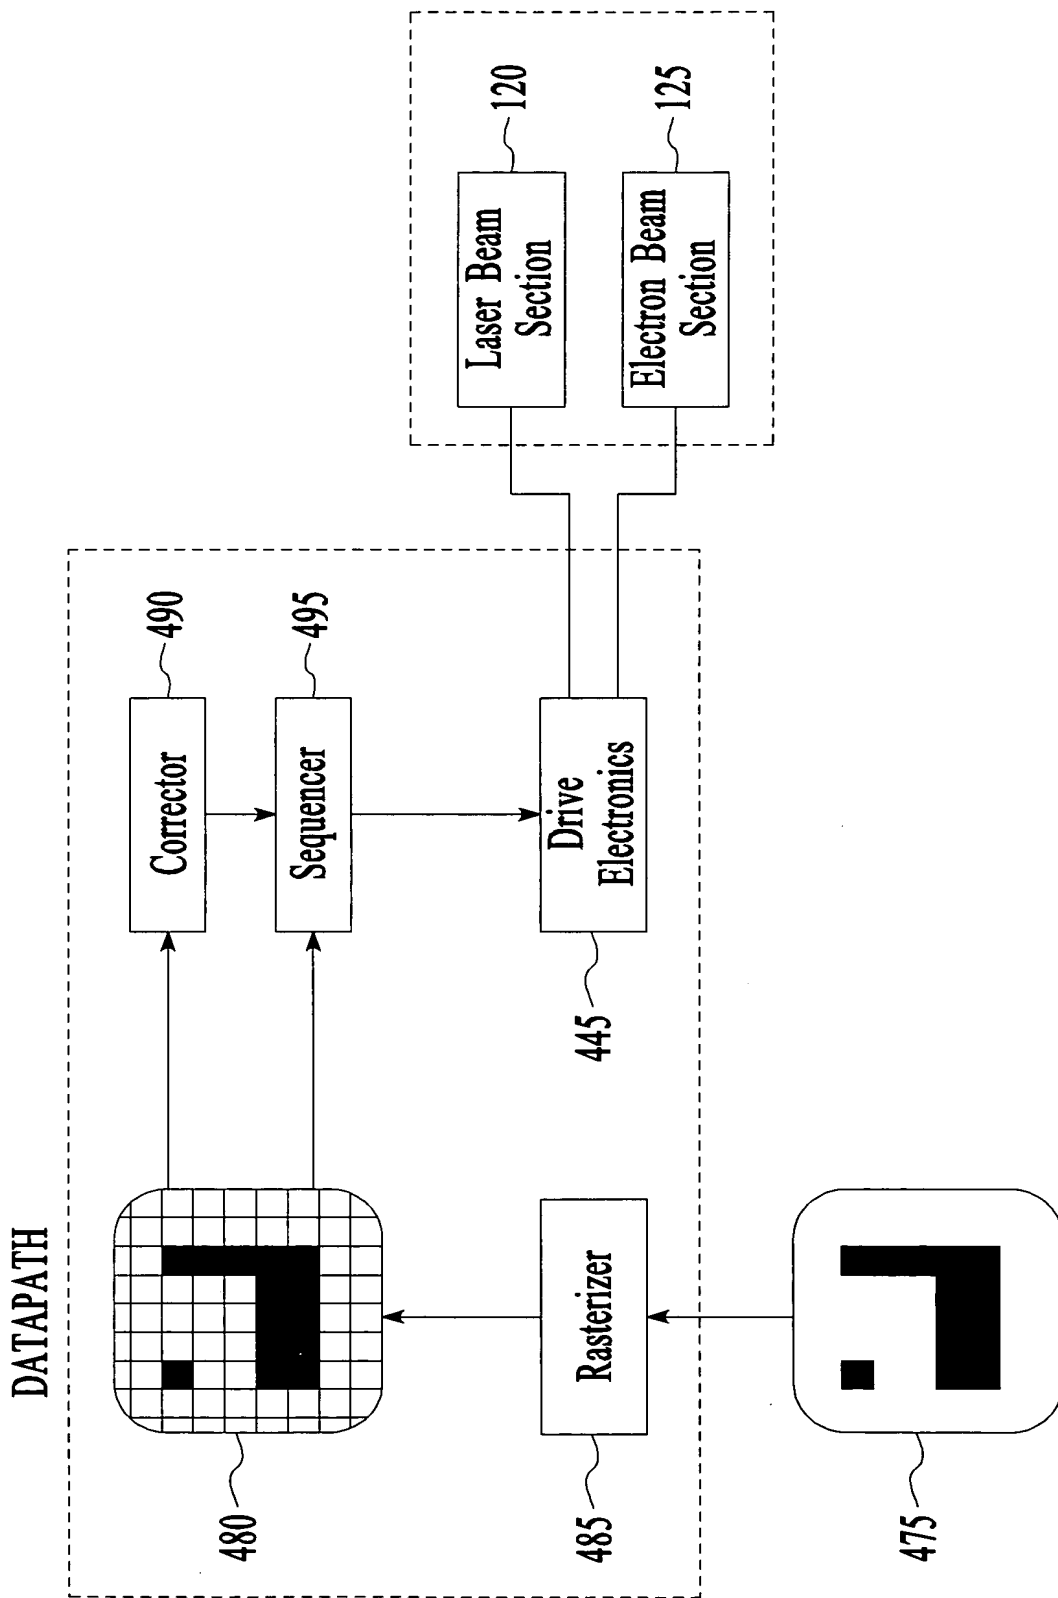 DATAPATH
480
Corrector
490
Sequencer
495
485
Rasterizer
445
Drive
Electronics
Laser Beam
Section
120
Electron Beam
Section
125
475